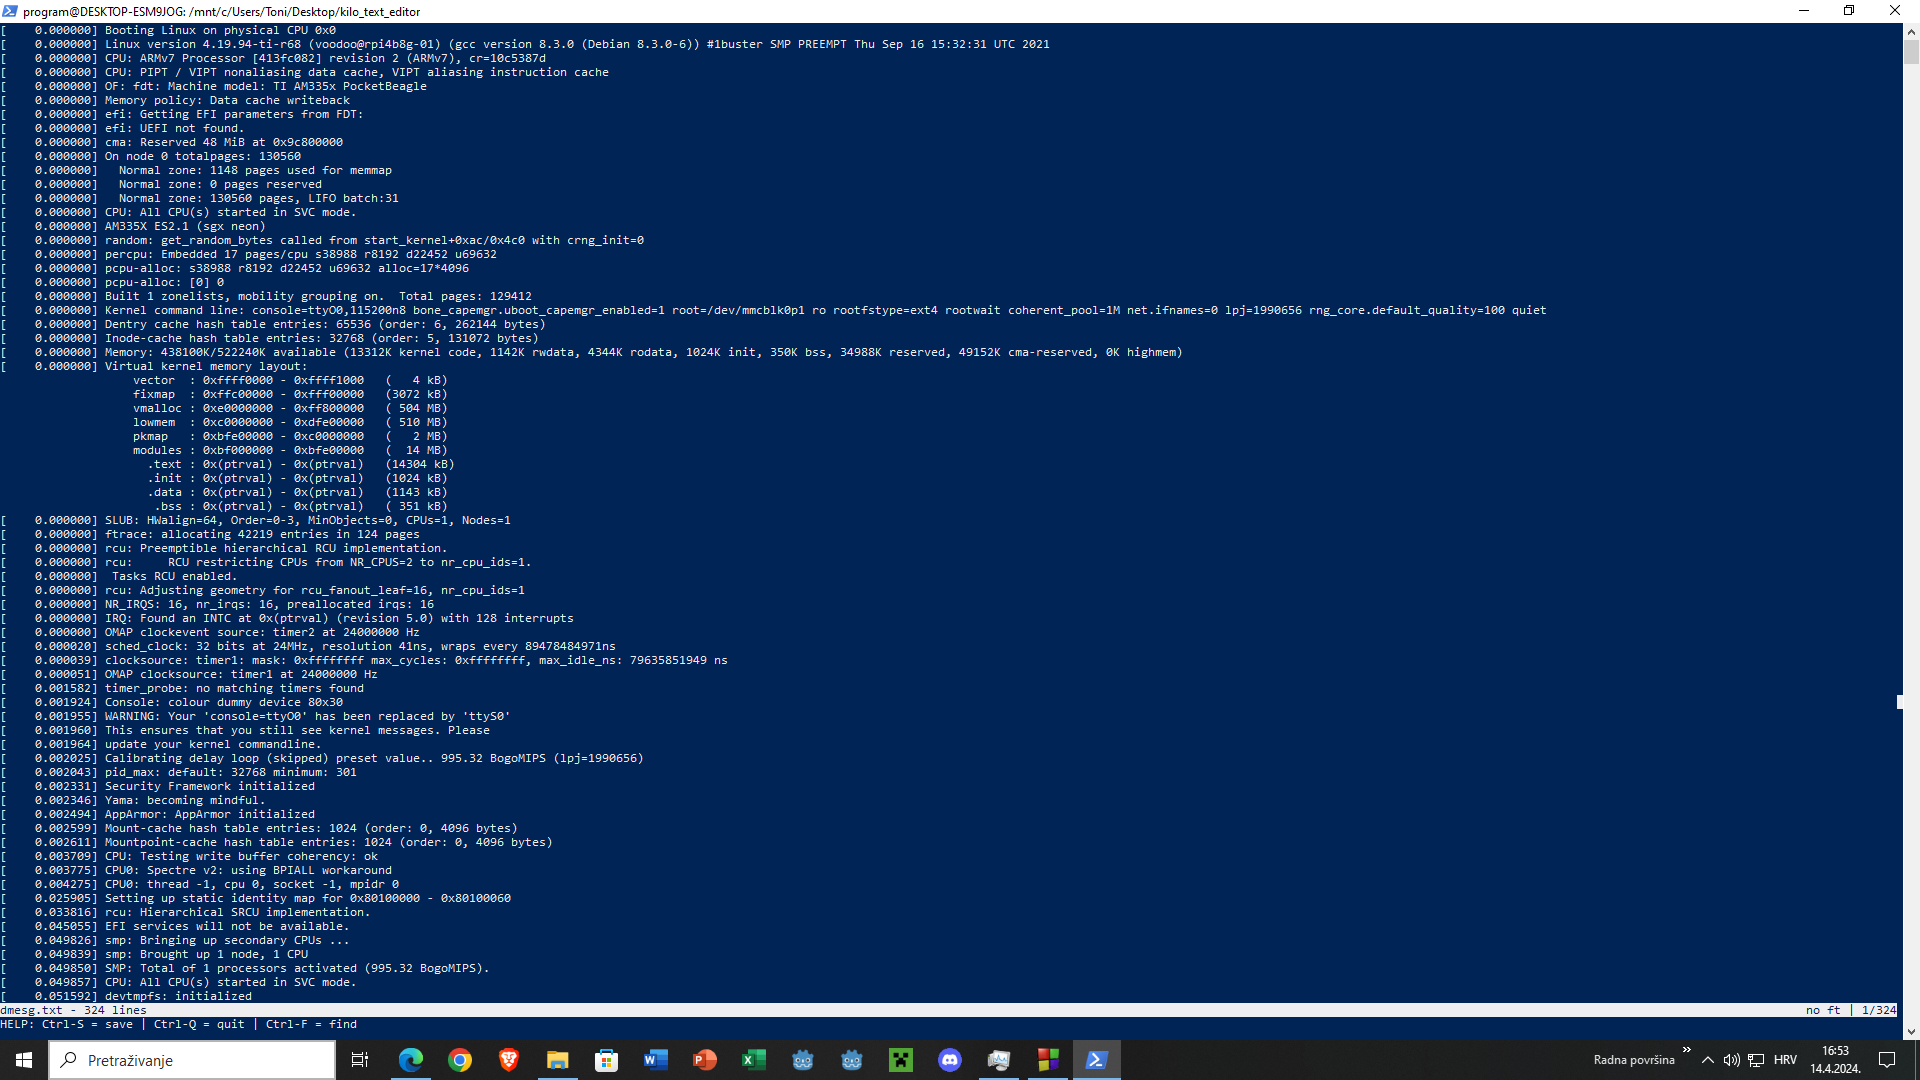 program@DESKTOP-ESM9JOG: /mnt/c/Users/Toni/Desktop/kilo_text_editor
[    0.000000] Booting Linux on physical CPU 0x0
[    0.000000] Linux version 4.19.94-ti-r68 (voodoo@rpi4b8g-01) (gcc version 8.3.0 (Debian 8.3.0-6)) #1buster SMP PREEMPT Thu Sep 16 15:32:31 UTC 2021
[    0.000000] CPU: ARMv7 Processor [413fc082] revision 2 (ARMv7), cr=10c5387d
[    0.000000] CPU: PIPT / VIPT nonaliasing data cache, VIPT aliasing instruction cache
[    0.000000] OF: fdt: Machine model: TI AM335x PocketBeagle
[    0.000000] Memory policy: Data cache writeback
[    0.000000] efi: Getting EFI parameters from FDT:
[    0.000000] efi: UEFI not found.
[    0.000000] cma: Reserved 48 MiB at 0x9c800000
[    0.000000] On node 0 totalpages: 130560
[    0.000000]   Normal zone: 1148 pages used for memmap
[    0.000000]   Normal zone: 0 pages reserved
[    0.000000]   Normal zone: 130560 pages, LIFO batch:31
[    0.000000] CPU: All CPU(s) started in SVC mode.
[    0.000000] AM335X ES2.1 (sgx neon)
[    0.000000] random: get_random_bytes called from start_kernel+0xac/0x4c0 with crng_init=0
[    0.000000] percpu: Embedded 17 pages/cpu s38988 r8192 d22452 u69632
[    0.000000] pcpu-alloc: s38988 r8192 d22452 u69632 alloc=17*4096
[    0.000000] pcpu-alloc: [0] 0
[    0.000000] Built 1 zonelists, mobility grouping on.  Total pages: 129412
[    0.000000] Kernel command line: console=ttyO0,115200n8 bone_capemgr.uboot_capemgr_enabled=1 root=/dev/mmcblk0p1 ro rootfstype=ext4 rootwait coherent_pool=1M net.ifnames=0 lpj=1990656 rng_core.default_quality=100 quiet
[    0.000000] Dentry cache hash table entries: 65536 (order: 6, 262144 bytes)
[    0.000000] Inode-cache hash table entries: 32768 (order: 5, 131072 bytes)
[    0.000000] Memory: 438100K/522240K available (13312K kernel code, 1142K rwdata, 4344K rodata, 1024K init, 350K bss, 34988K reserved, 49152K cma-reserved, 0K highmem)
[    0.000000] Virtual kernel memory layout:
vector  : 0xffff0000 - 0xffff1000   (   4 kB)
fixmap  : 0xffc00000 - 0xfff00000   (3072 kB)
vmalloc : 0xe0000000 - 0xff800000   ( 504 MB)
lowmem  : 0xc0000000 - 0xdfe00000   ( 510 MB)
pkmap   : 0xbfe00000 - 0xc0000000   (   2 MB)
modules : 0xbf000000 - 0xbfe00000   (  14 MB)
.text : 0x(ptrval) - 0x(ptrval)   (14304 kB)
.init : 0x(ptrval) - 0x(ptrval)   (1024 kB)
.data : 0x(ptrval) - 0x(ptrval)   (1143 kB)
.bss : 0x(ptrval) - 0x(ptrval)   ( 351 kB)
[    0.000000] SLUB: HWalign=64, Order=0-3, MinObjects=0, CPUs=1, Nodes=1
[    0.000000] ftrace: allocating 42219 entries in 124 pages
[    0.000000] rcu: Preemptible hierarchical RCU implementation.
[    0.000000] rcu:     RCU restricting CPUs from NR_CPUS=2 to nr_cpu_ids=1.
[    0.000000]  Tasks RCU enabled.
[    0.000000] rcu: Adjusting geometry for rcu_fanout_leaf=16, nr_cpu_ids=1
[    0.000000] NR_IRQS: 16, nr_irqs: 16, preallocated irqs: 16
[    0.000000] IRQ: Found an INTC at 0x(ptrval) (revision 5.0) with 128 interrupts
[    0.000000] OMAP clockevent source: timer2 at 24000000 Hz
[    0.000020] sched_clock: 32 bits at 24MHz, resolution 41ns, wraps every 89478484971ns
[    0.000039] clocksource: timer1: mask: 0xffffffff max_cycles: 0xffffffff, max_idle_ns: 79635851949 ns
[    0.000051] OMAP clocksource: timer1 at 24000000 Hz
[    0.001582] timer_probe: no matching timers found
[    0.001924] Console: colour dummy device 80x30
[    0.001955] WARNING: Your 'console=ttyO0' has been replaced by 'ttyS0'
[    0.001960] This ensures that you still see kernel messages. Please
[    0.001964] update your kernel commandline.
[    0.002025] Calibrating delay loop (skipped) preset value.. 995.32 BogoMIPS (lpj=1990656)
[    0.002043] pid_max: default: 32768 minimum: 301
[    0.002331] Security Framework initialized
[    0.002346] Yama: becoming mindful.
[    0.002494] AppArmor: AppArmor initialized
[    0.002599] Mount-cache hash table entries: 1024 (order: 0, 4096 bytes)
[    0.002611] Mountpoint-cache hash table entries: 1024 (order: 0, 4096 bytes)
[    0.003709] CPU: Testing write buffer coherency: ok
[    0.003775] CPU0: Spectre v2: using BPIALL workaround
[    0.004275] CPU0: thread -1, cpu 0, socket -1, mpidr 0
[    0.025905] Setting up static identity map for 0x80100000 - 0x80100060
[    0.033816] rcu: Hierarchical SRCU implementation.
[    0.045055] EFI services will not be available.
[    0.049826] smp: Bringing up secondary CPUs ...
[    0.049839] smp: Brought up 1 node, 1 CPU
[    0.049850] SMP: Total of 1 processors activated (995.32 BogoMIPS).
[    0.049857] CPU: All CPU(s) started in SVC mode.
[    0.051592] devtmpfs: initialized
dmesg.txt - 324 lines no ft | 1/324
HELP: Ctrl-S = save | Ctrl-Q = quit | Ctrl-F = find
Pretraživanje
Radna površina
HRV
16:53
14.4.2024.